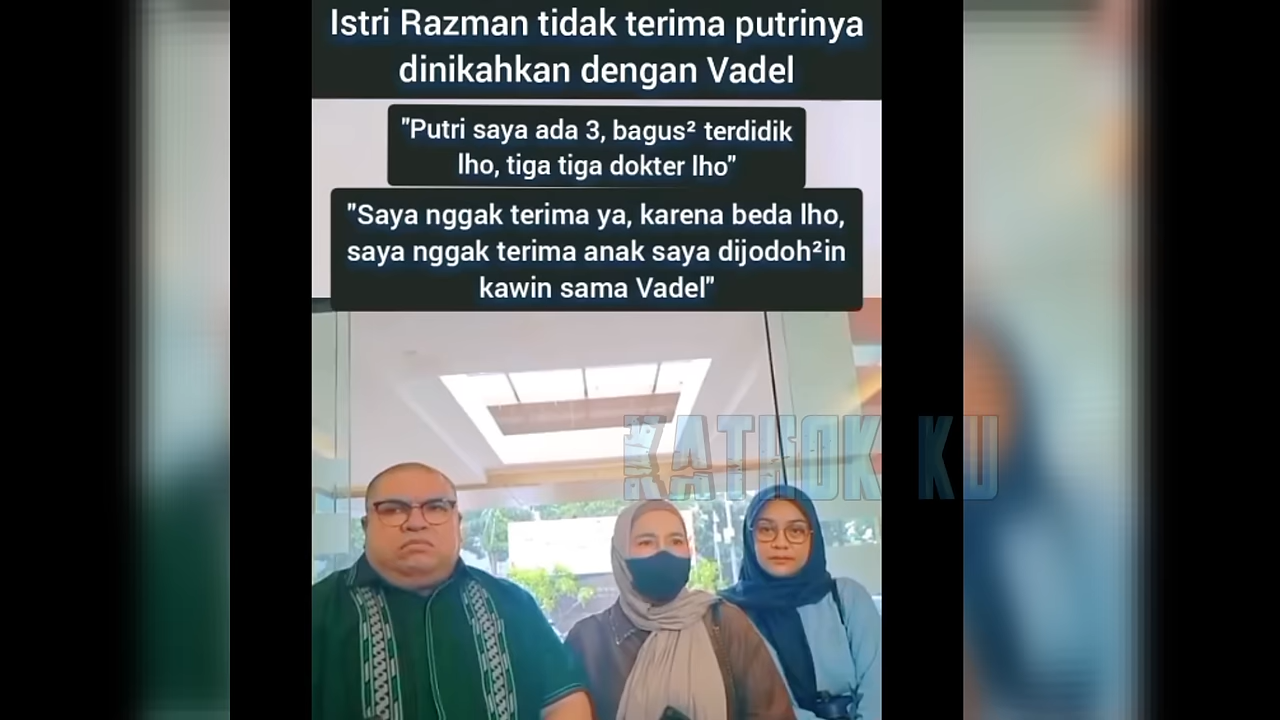 Istri Razman tidak terima putrinya
dinikahkan dengan Vadel
"Putri saya ada 3, bagus² terdidik
lho, tiga tiga dokter lho"
"Saya nggak terima ya, karena beda lho,
saya nggak terima anak saya dijodoh²in
kawin sama Vadel"
KATHOK KU